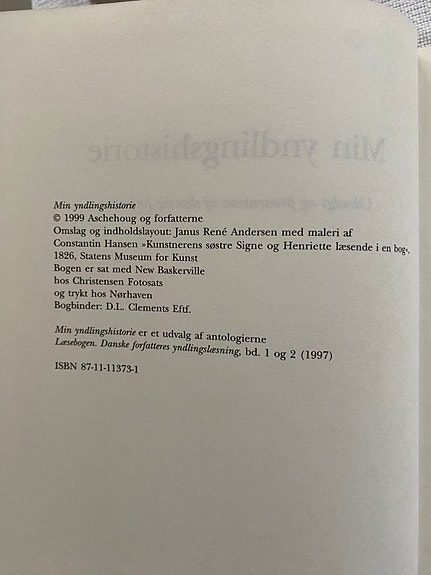 Min yndlingshistorie
Min yndlingshistorie
© 1999 Aschehoug og forfatterne
Omslag og indholdslayout: Janus René Andersen med maleri af
Constantin Hansen »Kunstnerens søstre Signe og Henriette læsende i en bog«,
1826, Statens Museum for Kunst
Bogen er sat med New Baskerville
hos Christensen Fotosats
og trykt hos Nørhaven
Bogbinder: D.L. Clements Eftf.
Min yndlingshistorie er et udvalg af antologierne
Læsebogen. Danske forfatteres yndlingslæsning, bd. 1 og 2 (1997)
ISBN 87-11-11373-1